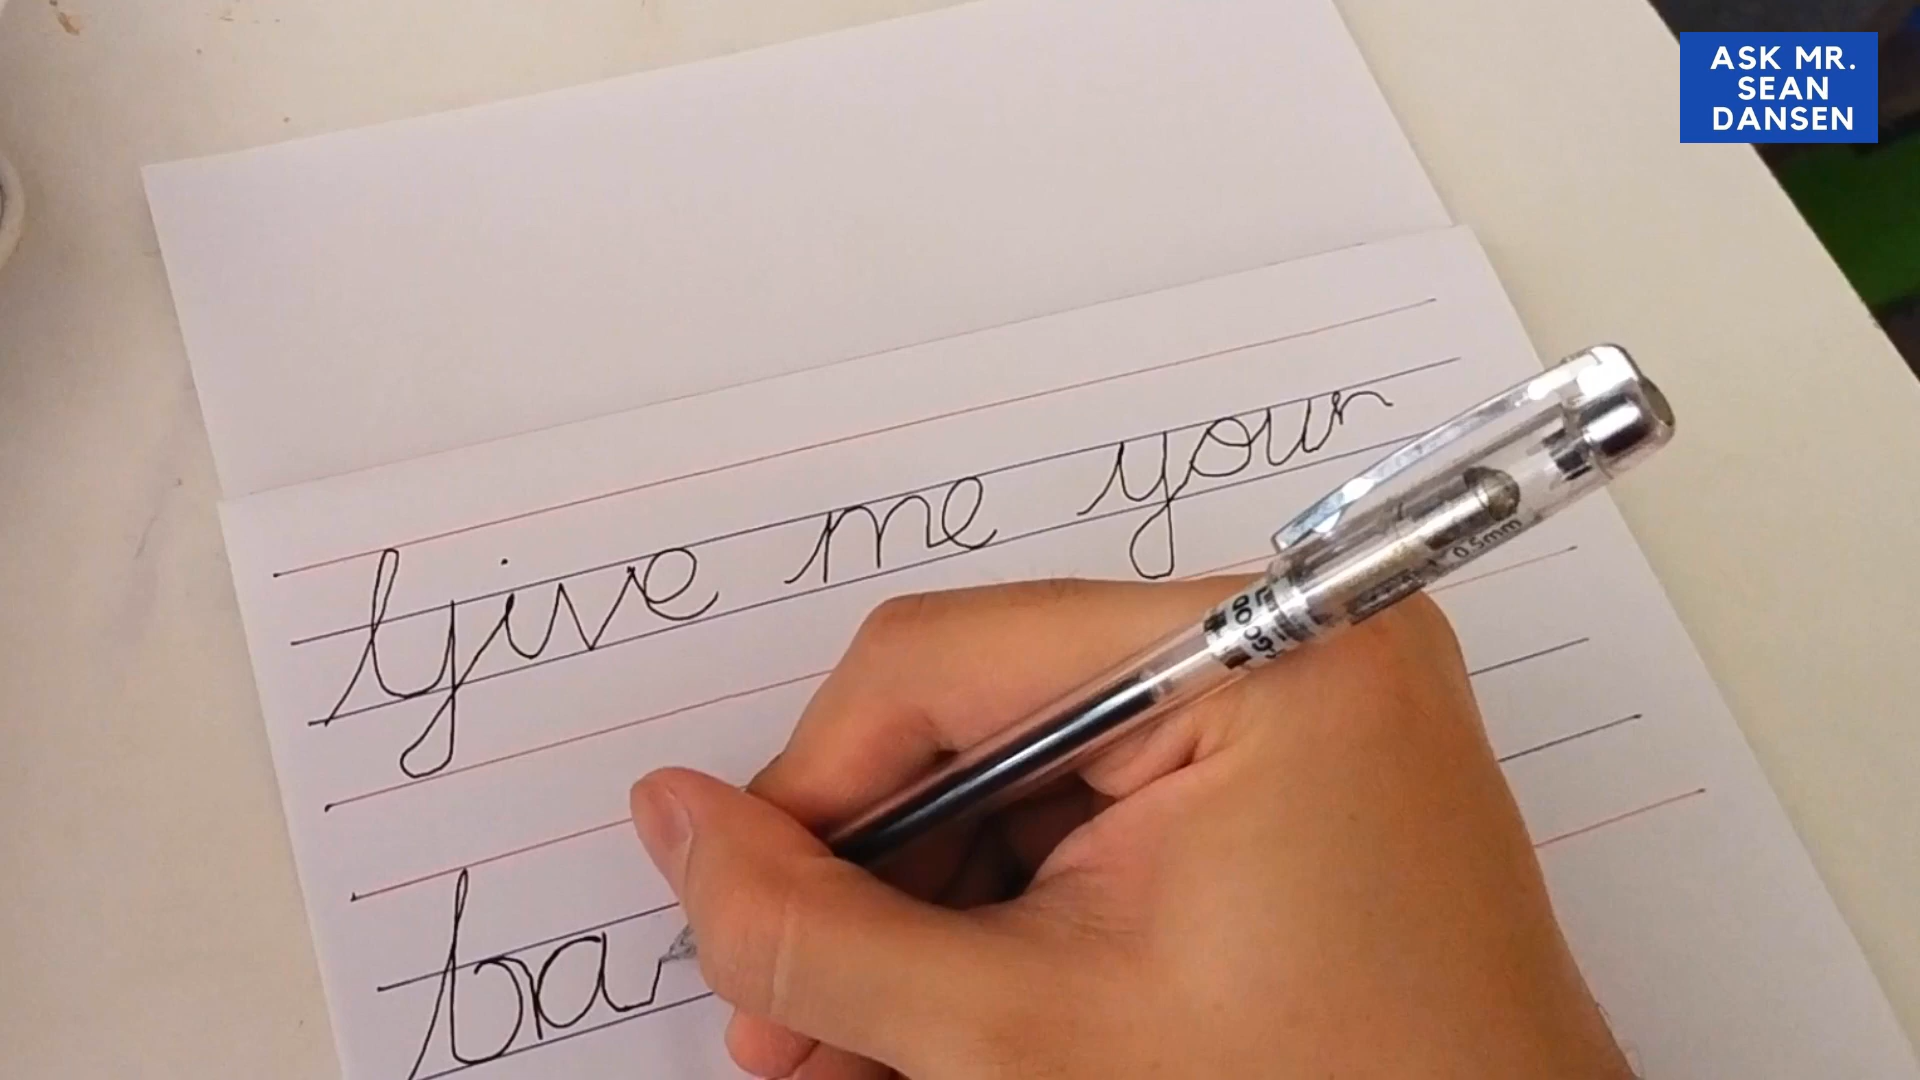 ASK MR.
SEAN
DANSEN
Give me your
ba
0.5mm